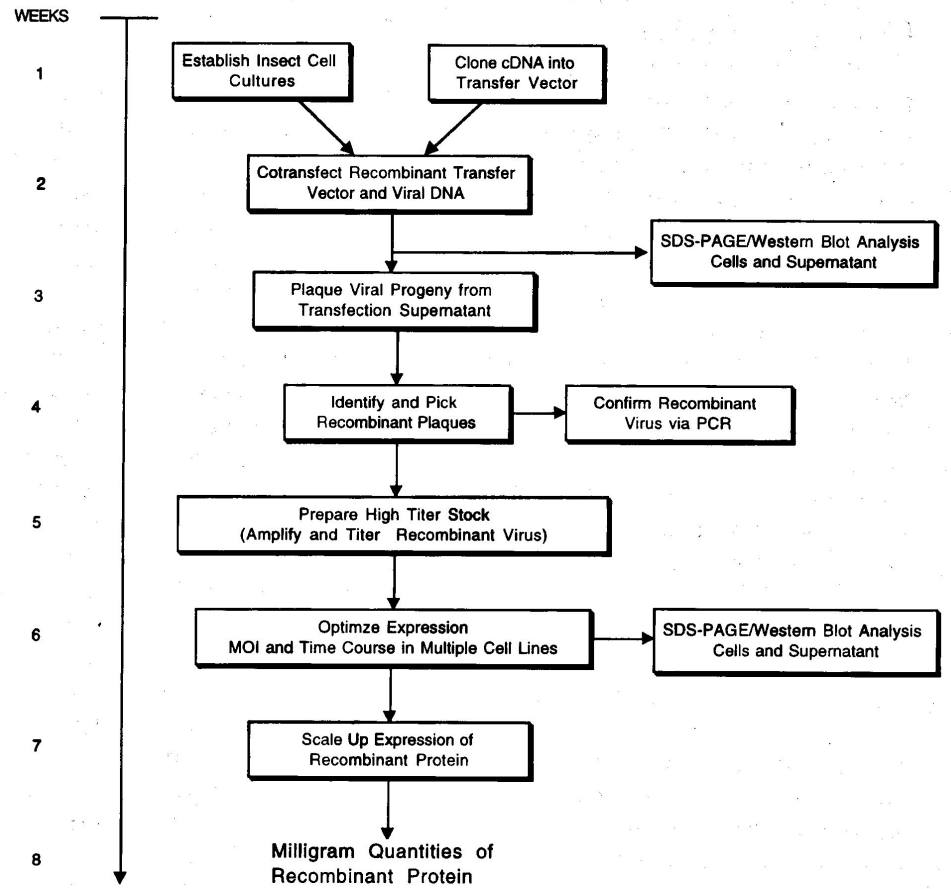 WEEKS
1
Establish Insect Cell
Cultures
Clone cDNA into
Transfer Vector
2
Cotransfect Recombinant Transfer
Vector and Viral DNA
SDS-PAGE/Western Blot Analysis
Cells and Supernatant
3
Plaque Viral Progeny from
Transfection Supernatant
4
Identify and Pick
Recombinant Plaques
Confirm Recombinant
Virus via PCR
5
Prepare High Titer Stock
(Amplify and Titer Recombinant Virus)
6
Optimze Expression
MOI and Time Course in Multiple Cell Lines
SDS-PAGE/Western Blot Analysis
Cells and Supernatant
7
Scale Up Expression of
Recombinant Protein
8
Milligram Quantities of
Recombinant Protein